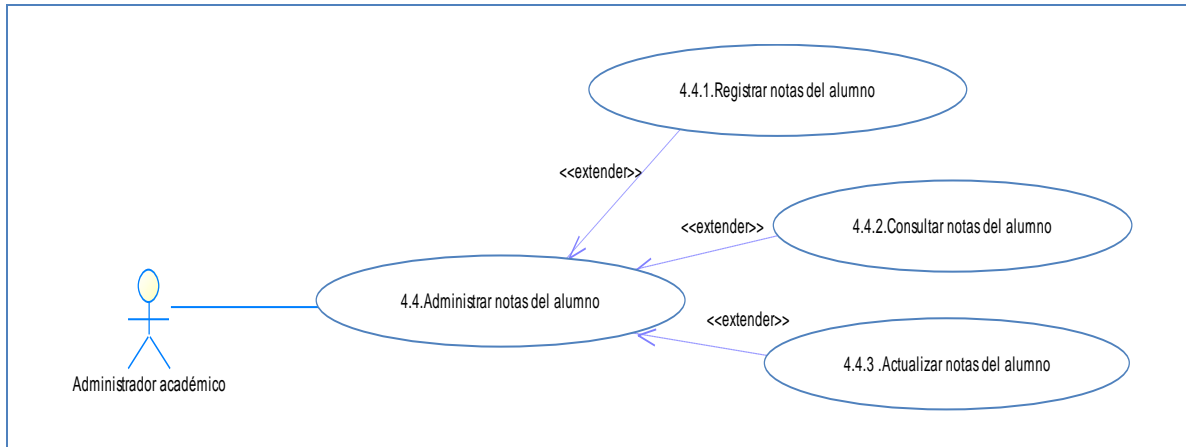 4.4.1.Registrar notas del alumno
<<extender>>
4.4.2.Consultar notas del alumno
<<extender>>
4.4.Administrar notas del alumno
<<extender>>
4.4.3 .Actualizar notas del alumno
Administrador académico